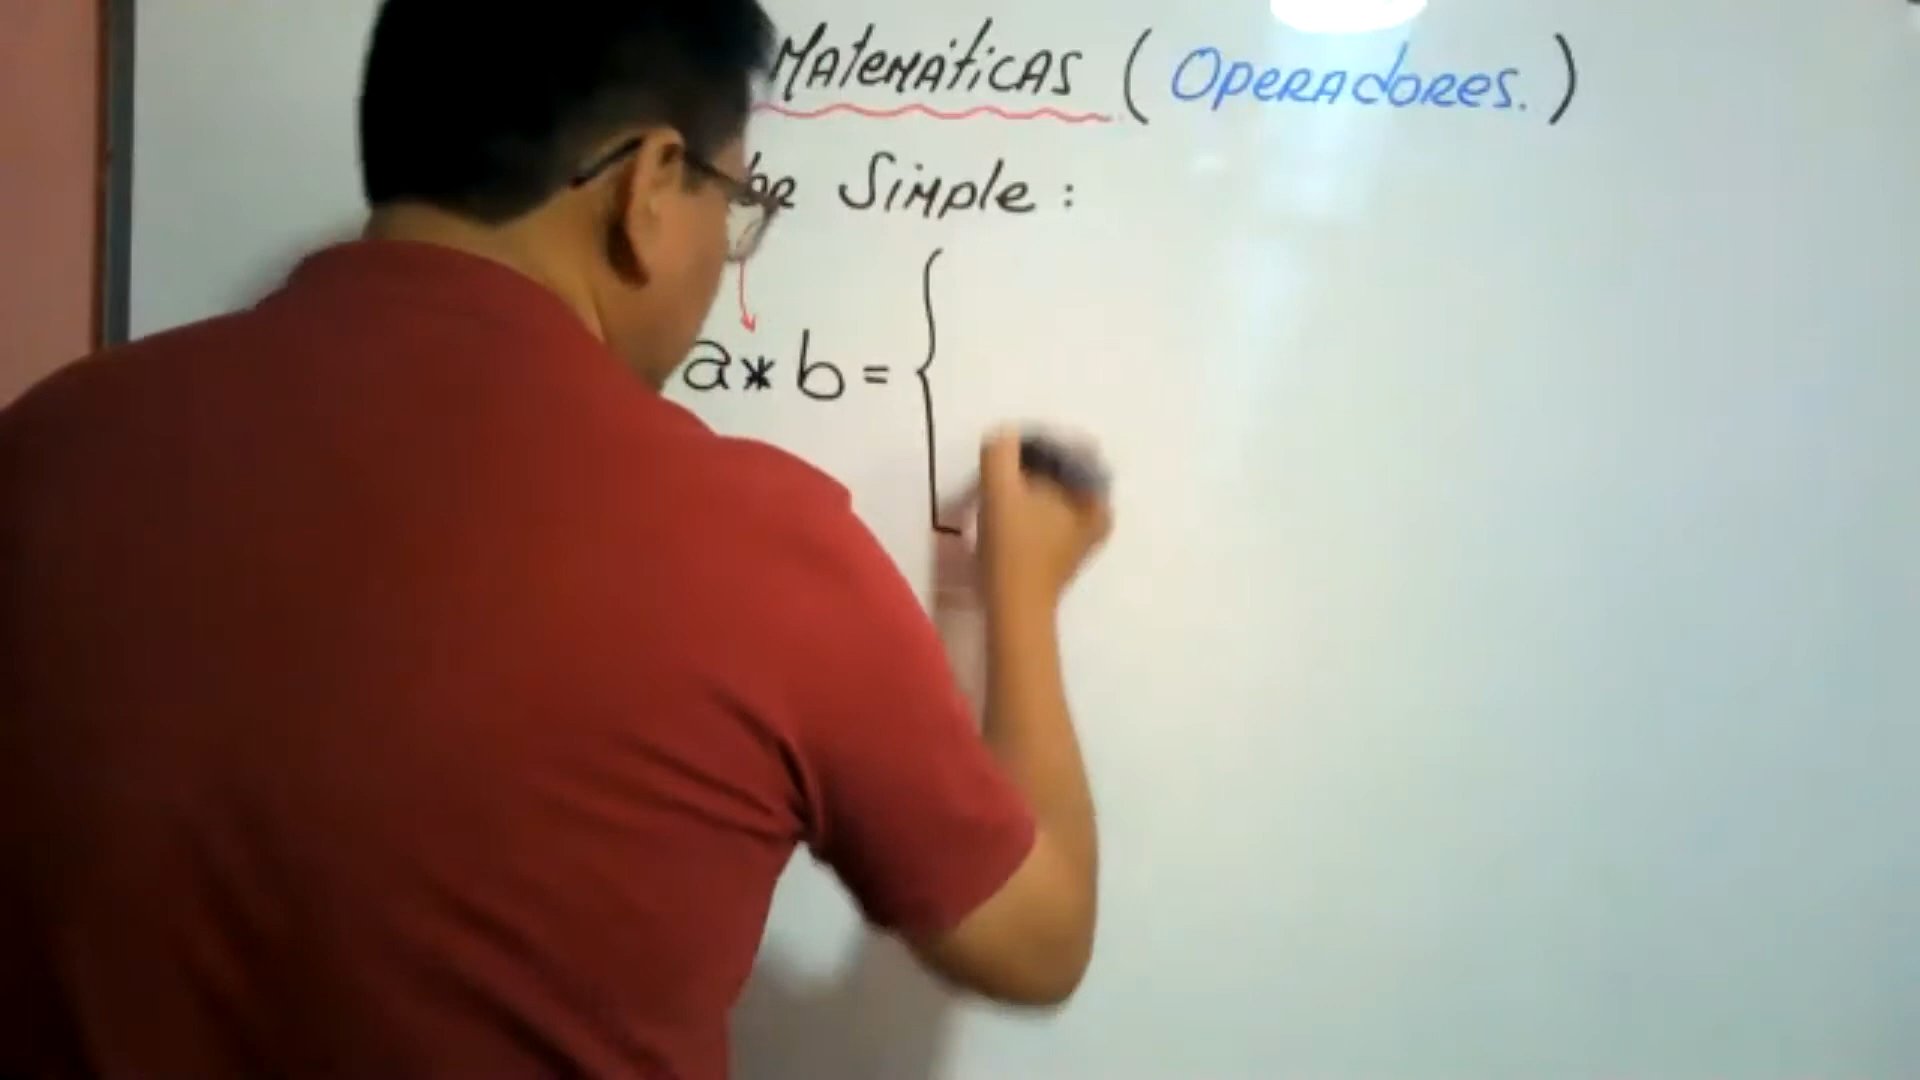 Matemáticas (Operadores.)
Simple:
a * b = {